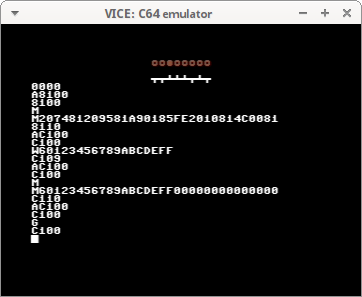 VICE: C64 emulator
0000
A8100
8100
M
M207481209581A90185FE2010814C0081
8110
AC100
C100
W60123456789ABCDEFF
C109
AC100
C100
M
M60123456789ABCDEFF00000000000000
C110
AC100
C100
G
C100